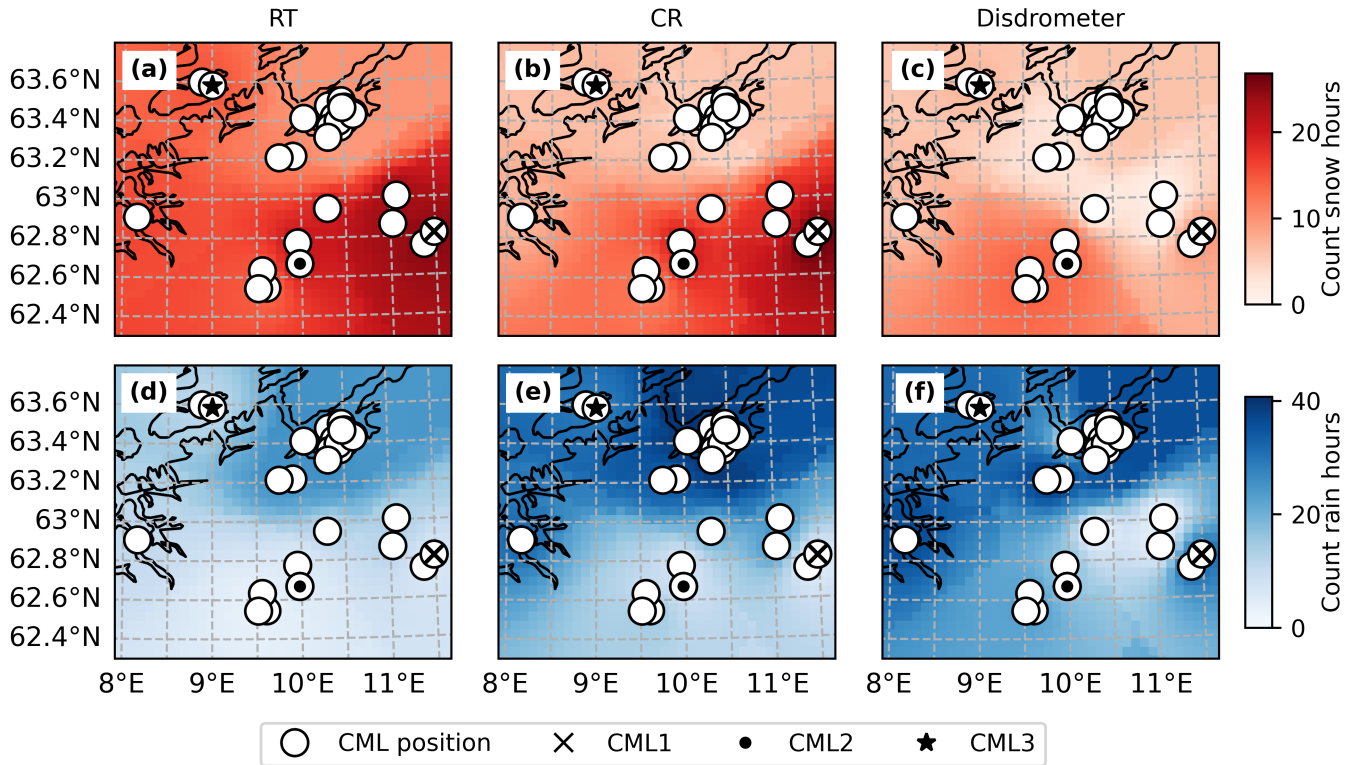 RT CR Disdrometer
(a) (b) (c)
63.6°N
63.4°N
63.2°N
63°N
62.8°N
62.6°N
62.4°N
20
10
0
Count snow hours
(d) (e) (f)
63.6°N
63.4°N
63.2°N
63°N
62.8°N
62.6°N
62.4°N
40
20
0
Count rain hours
8°E 9°E 10°E 11°E 8°E 9°E 10°E 11°E 8°E 9°E 10°E 11°E
CML position CML1 CML2 CML3